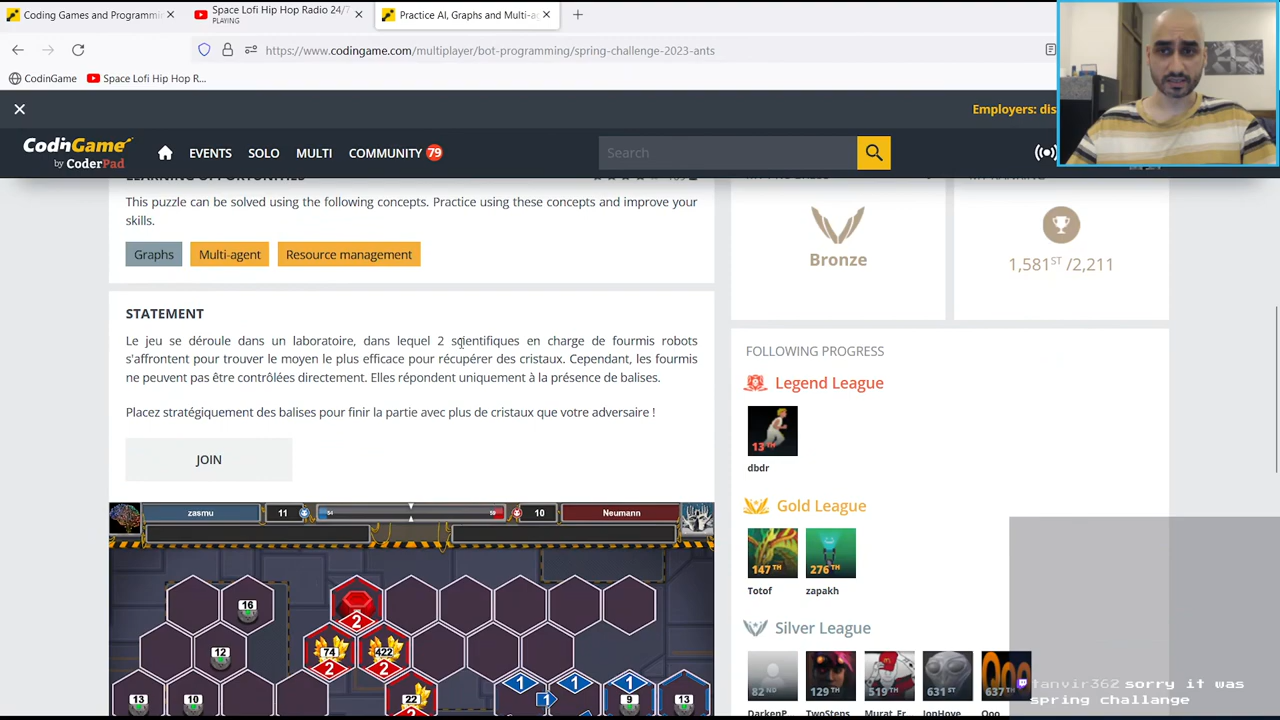 Coding Games and Programmi
Space Lofi Hip Hop Radio 24/7
PLAYING
Practice AI, Graphs and Multi-ag
https://www.codingame.com/multiplayer/bot-programming/spring-challenge-2023-ants
CodinGame
Space Lofi Hip Hop R...
Employers: dis
CodinGame
by CoderPad
EVENTS
SOLO
MULTI
COMMUNITY
79
Search
LEARNING OPPORTUNITIES
This puzzle can be solved using the following concepts. Practice using these concepts and improve your
skills.
Graphs
Multi-agent
Resource management
Bronze
1,581ST /2,211
STATEMENT
Le jeu se déroule dans un laboratoire, dans lequel 2 scientifiques en charge de fourmis robots
s'affrontent pour trouver le moyen le plus efficace pour récupérer des cristaux. Cependant, les fourmis
ne peuvent pas être contrôlées directement. Elles répondent uniquement à la présence de balises.
Placez stratégiquement des balises pour finir la partie avec plus de cristaux que votre adversaire !
JOIN
FOLLOWING PROGRESS
Legend League
13TH
dbdr
Gold League
147TH
276TH
Totof
zapakh
Silver League
82ND
129TH
519TH
631ST
637TH
TwoSteps
zasmu
11
54
59
10
Neumann
16
2
12
74
422
2
2
13
10
22
1
1
1
9
13
tanvir362 sorry it was
spring challange